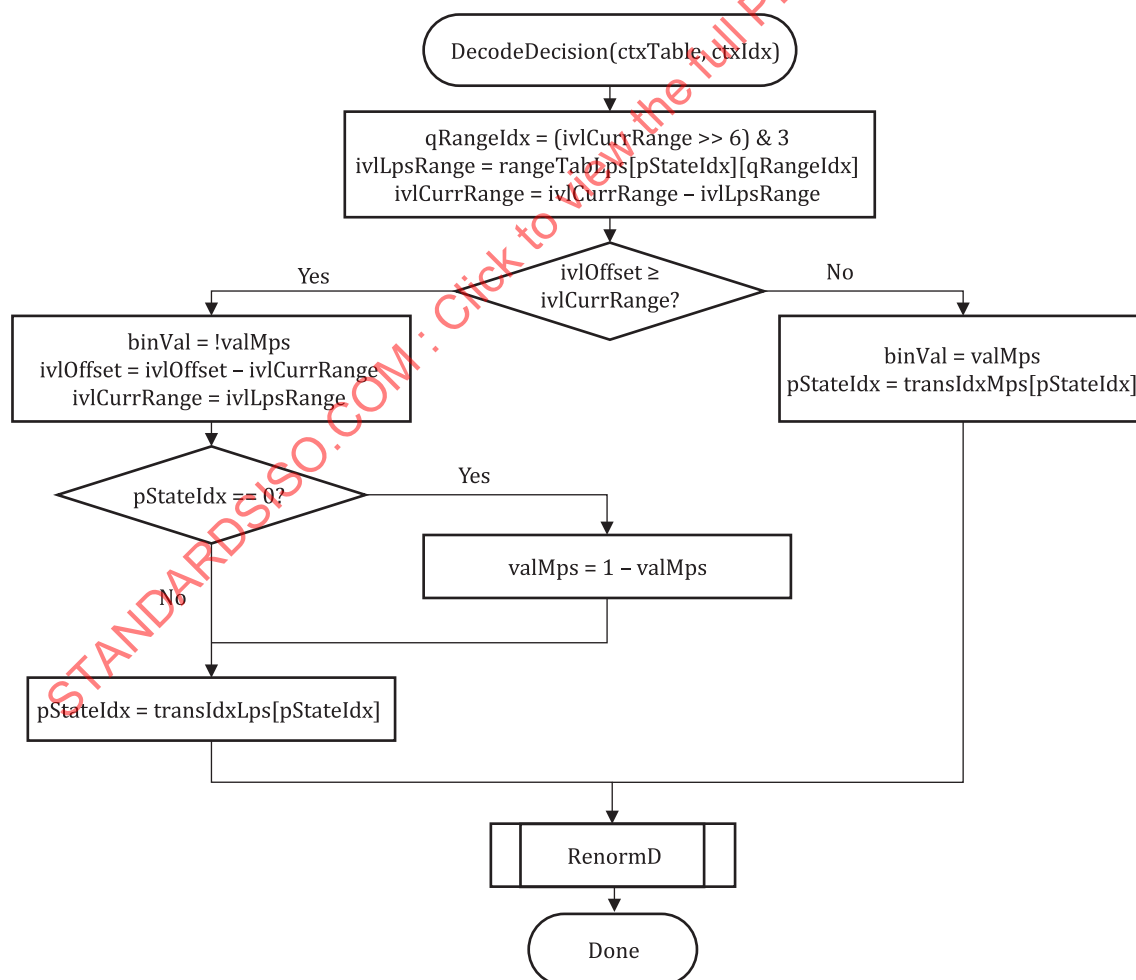 DecodeDecision(ctxTable, ctxIdx)
qRangeIdx = (ivlCurrRange >> 6) & 3
ivlLpsRange = rangeTabLps[pStateIdx][qRangeIdx]
ivlCurrRange = ivlCurrRange – ivlLpsRange
ivlOffset ≥
ivlCurrRange?
Yes
No
binVal = !valMps
ivlOffset = ivlOffset – ivlCurrRange
ivlCurrRange = ivlLpsRange
binVal = valMps
pStateIdx = transIdxMps[pStateIdx]
pStateIdx == 0?
Yes
valMps = 1 – valMps
No
pStateIdx = transIdxLps[pStateIdx]
RenormD
Done
STANDARDSISO.COM : Click to view the full